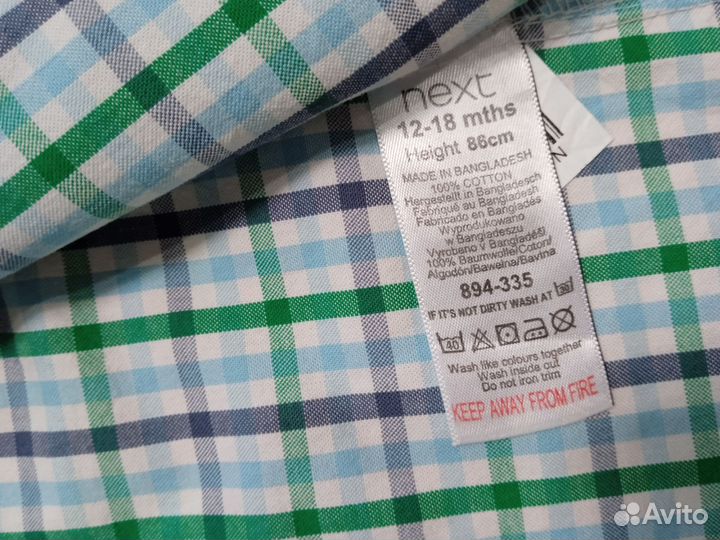 next
12-18 mths
Height 86cm
MADE IN BANGLADESH
100% COTTON
Hergestellt in Bangladesch
Fabriqué au Bangladesh
Fabricado en Bangladesh
Wyprodukowano
w Bangladeszu
Vyrobeno V Bangladéši
100% Baumwolle/Coton/
Algodón/Bawełna/Bavlna
894-335
IF IT'S NOT DIRTY WASH AT 30
40
Wash like colours together
Wash inside out
Do not iron trim
KEEP AWAY FROM FIRE
Avito